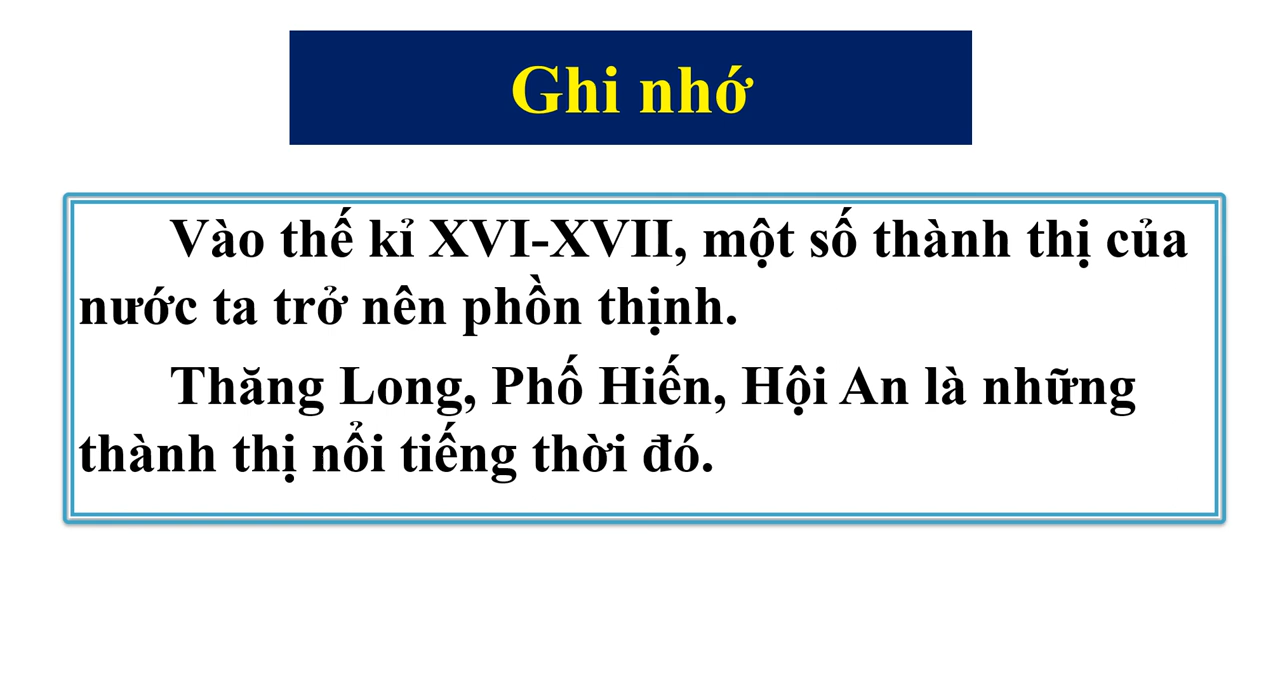 Ghi nhớ
Vào thế kỉ XVI-XVII, một số thành thị của
nước ta trở nên phồn thịnh.
Thăng Long, Phố Hiến, Hội An là những
thành thị nổi tiếng thời đó.